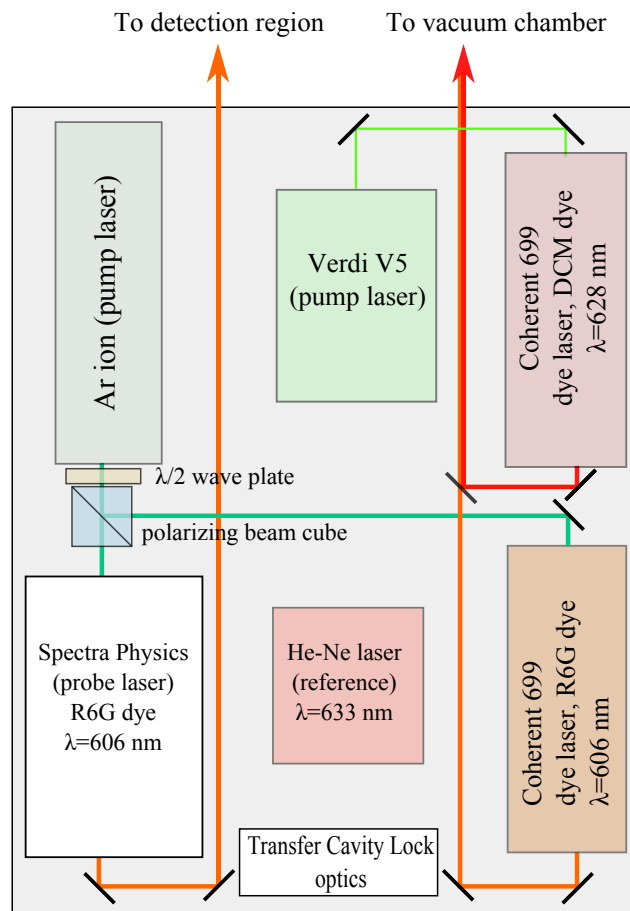 To detection region
To vacuum chamber
Ar ion (pump laser)
Verdi V5
(pump laser)
Coherent 699
dye laser, DCM dye
λ=628 nm
λ/2 wave plate
polarizing beam cube
Spectra Physics
(probe laser)
R6G dye
λ=606 nm
He-Ne laser
(reference)
λ=633 nm
Coherent 699
dye laser, R6G dye
λ=606 nm
Transfer Cavity Lock
optics